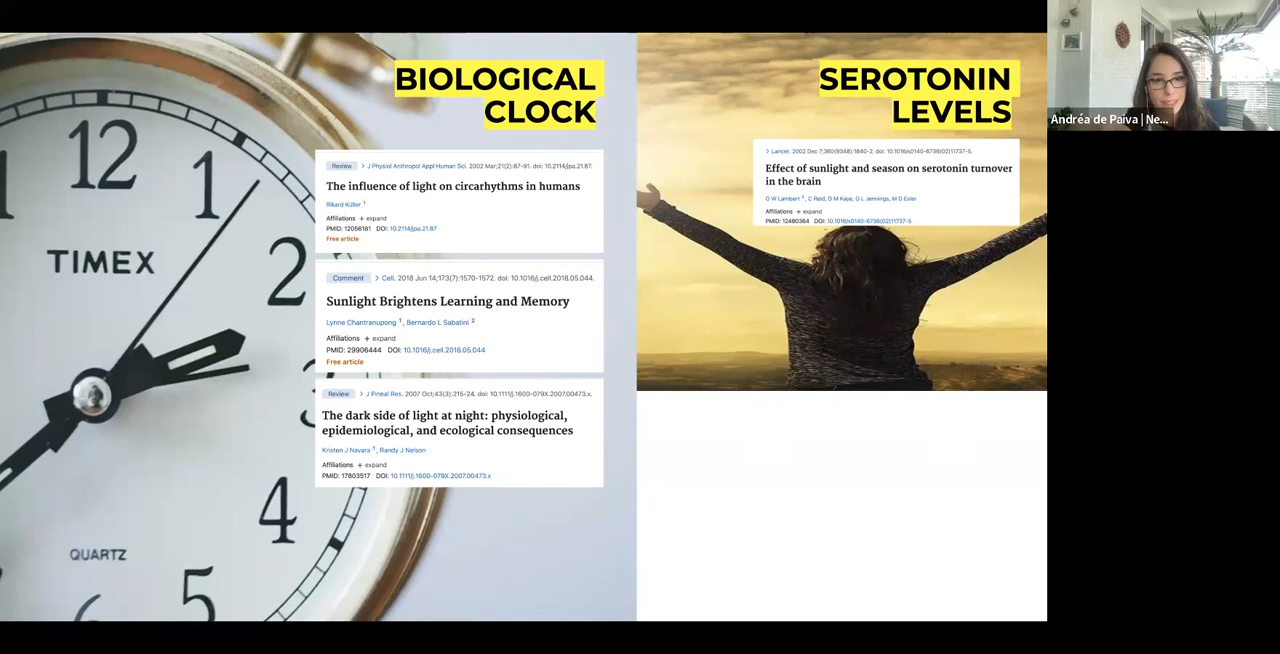 BIOLOGICAL
CLOCK
Review > J Physiol Anthropol Appl Human Sci. 2002 Mar;21(2):87-91. doi: 10.2114/jpa.21.87.
The influence of light on circarhythms in humans
Rikard Küller 1
Affiliations + expand
PMID: 12056181 DOI: 10.2114/jpa.21.87
Free article
Comment > Cell. 2018 Jun 14;173(7):1570-1572. doi: 10.1016/j.cell.2018.05.044.
Sunlight Brightens Learning and Memory
Lynne Chantranupong 1, Bernardo L Sabatini 2
Affiliations + expand
PMID: 29906444 DOI: 10.1016/j.cell.2018.05.044
Free article
Review > J Pineal Res. 2007 Oct;43(3):215-24. doi: 10.1111/j.1600-079X.2007.00473.x.
The dark side of light at night: physiological,
epidemiological, and ecological consequences
Kristen J Navara 1, Randy J Nelson
Affiliations + expand
PMID: 17803517 DOI: 10.1111/j.1600-079X.2007.00473.x
12
1
1
TIMEX
2
4
QUARTZ
5
6
SEROTONIN
LEVELS
> Lancet. 2002 Dec 7;360(9348):1840-2. doi: 10.1016/s0140-6736(02)11737-5.
Effect of sunlight and season on serotonin turnover
in the brain
G W Lambert 1, C Reid, D M Kaye, G L Jennings, M D Esler
Affiliations + expand
PMID: 12480364 DOI: 10.1016/s0140-6736(02)11737-5
Andréa de Paiva | Ne...